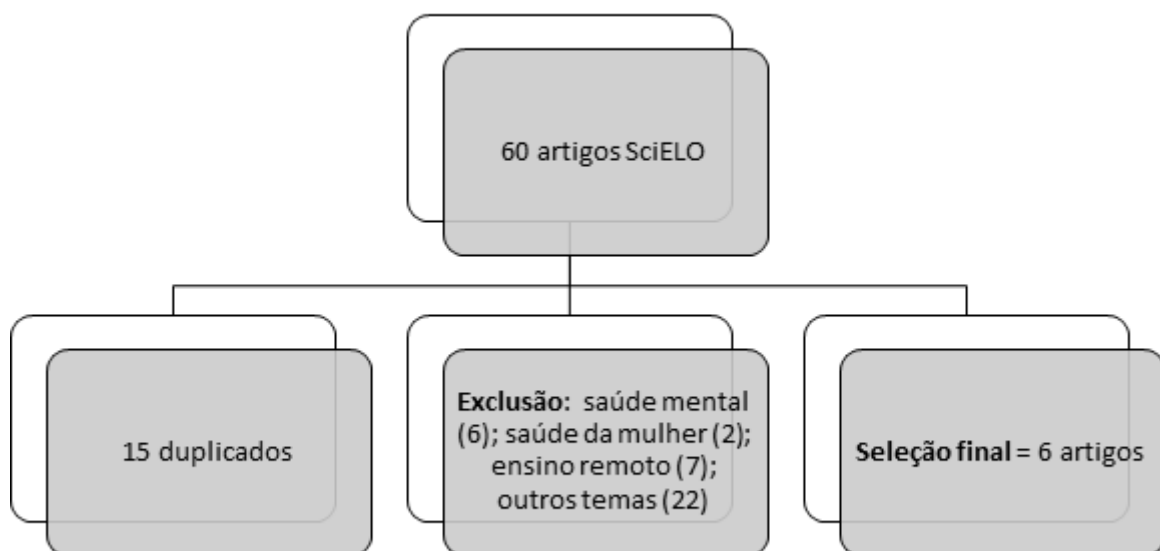 60 artigos SciELO
15 duplicados
Exclusão: saúde mental
(6); saúde da mulher (2);
ensino remoto (7);
outros temas (22)
Seleção final = 6 artigos